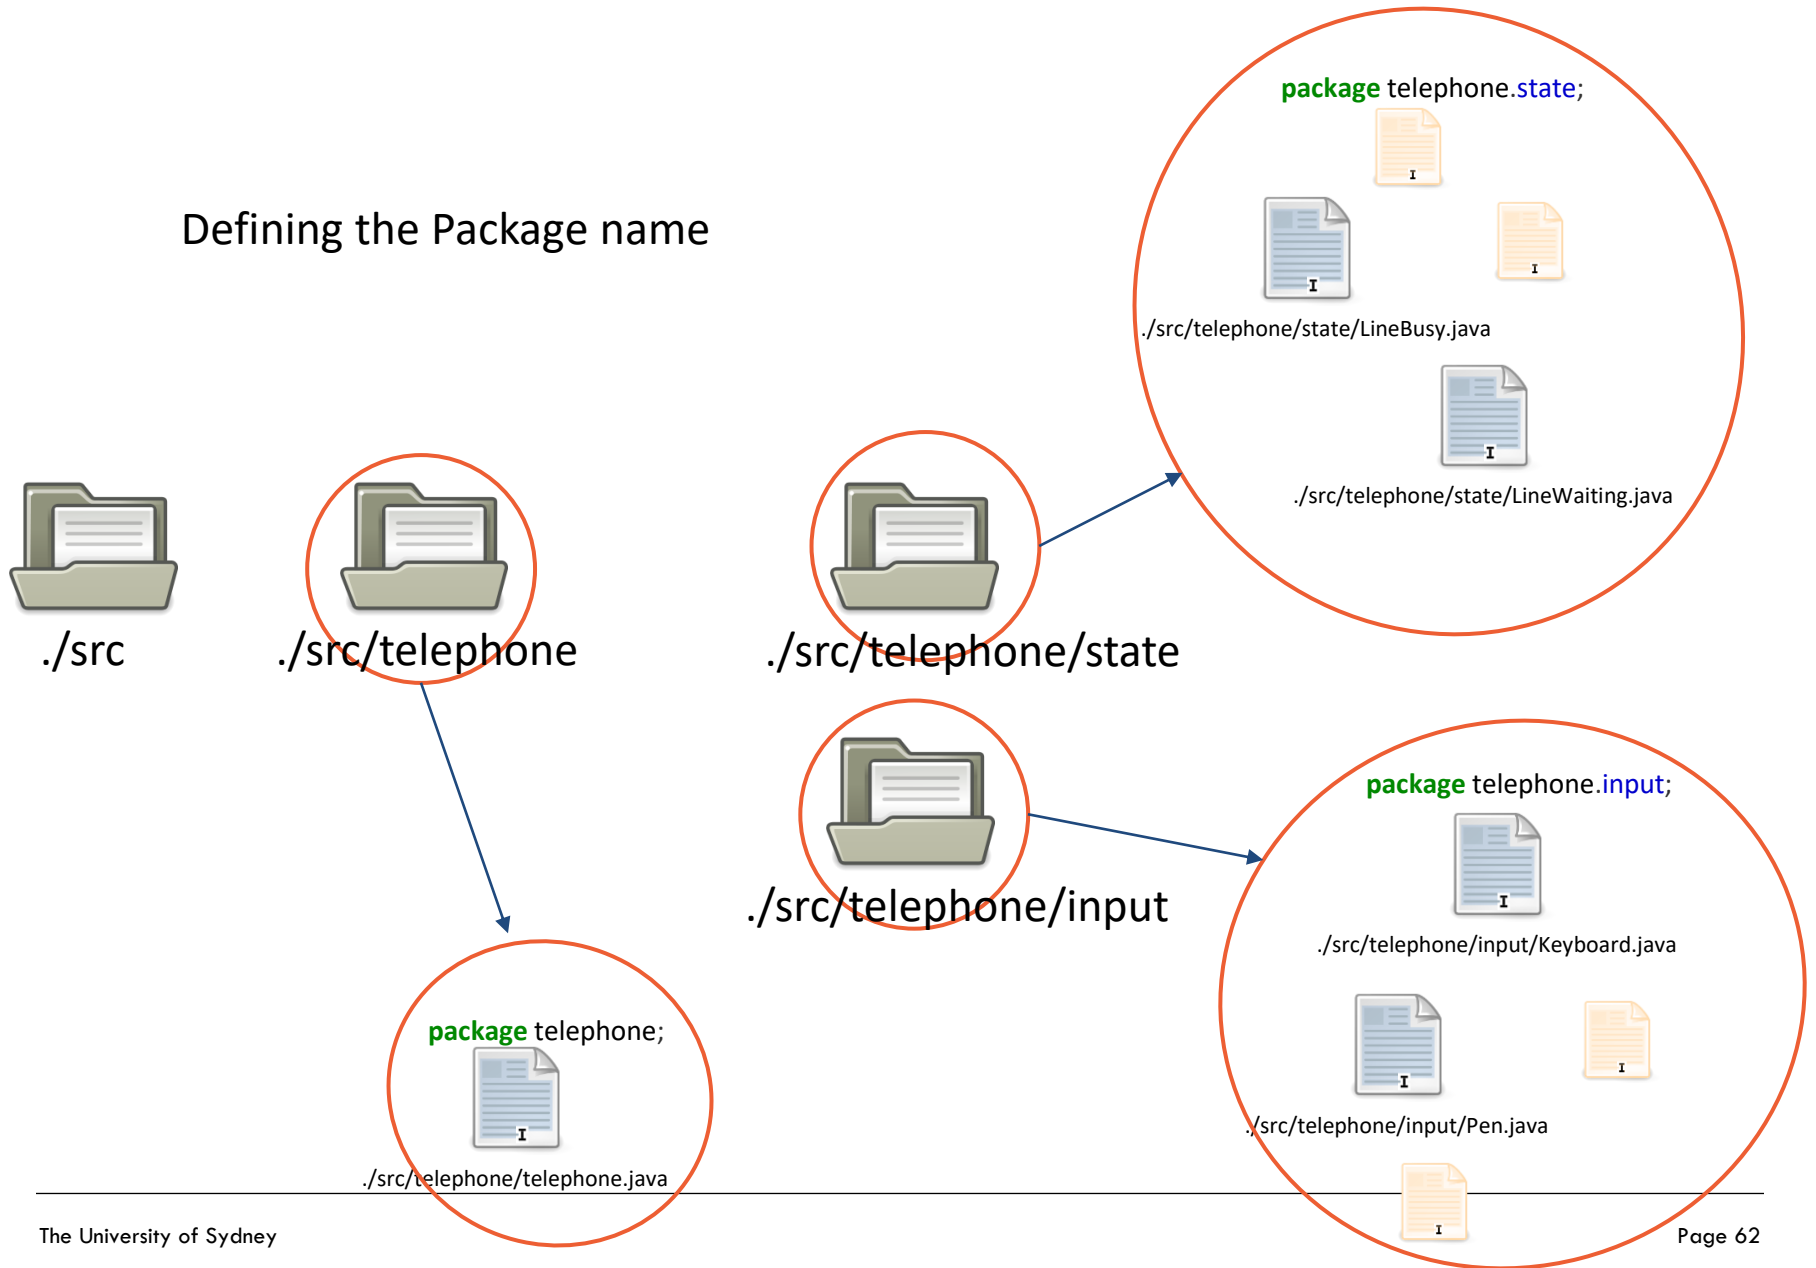 Defining the Package name
package telephone.state;
./src/telephone/state/LineBusy.java
./src/telephone/state/LineWaiting.java
./src
./src/telephone
./src/telephone/state
./src/telephone/input
package telephone.input;
./src/telephone/input/Keyboard.java
./src/telephone/input/Pen.java
package telephone;
./src/telephone/telephone.java
The University of Sydney
Page 62